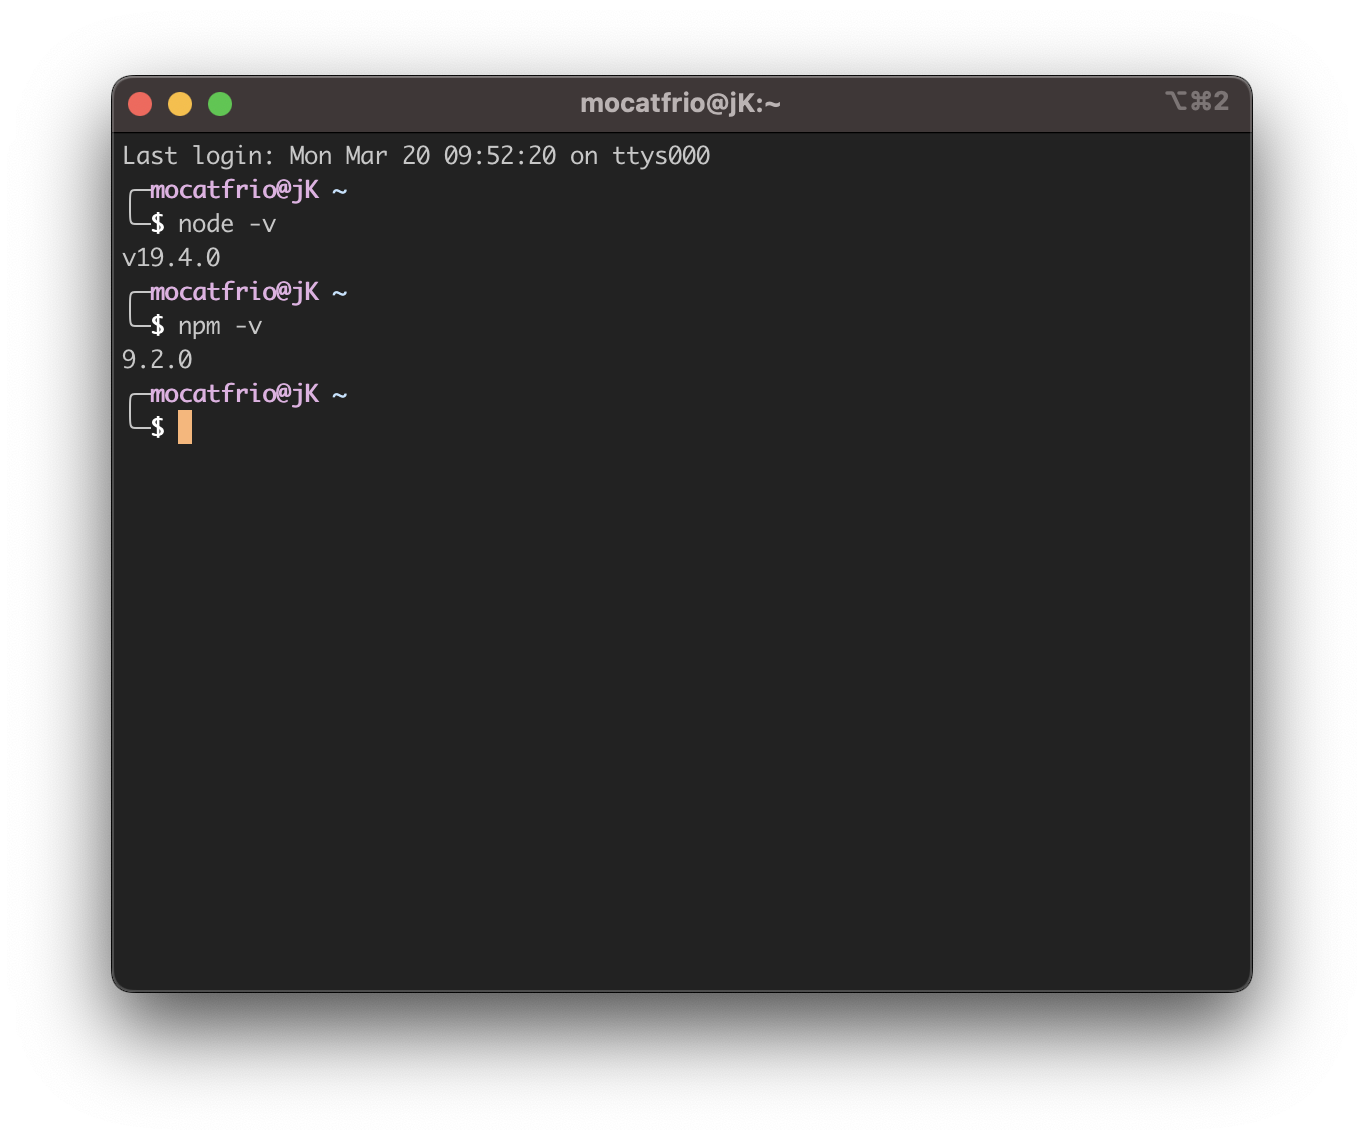 mocatfrio@jK:~
⌥⌘2
Last login: Mon Mar 20 09:52:20 on ttys000
╭─mocatfrio@jK ~
╰─$ node -v
v19.4.0
╭─mocatfrio@jK ~
╰─$ npm -v
9.2.0
╭─mocatfrio@jK ~
╰─$